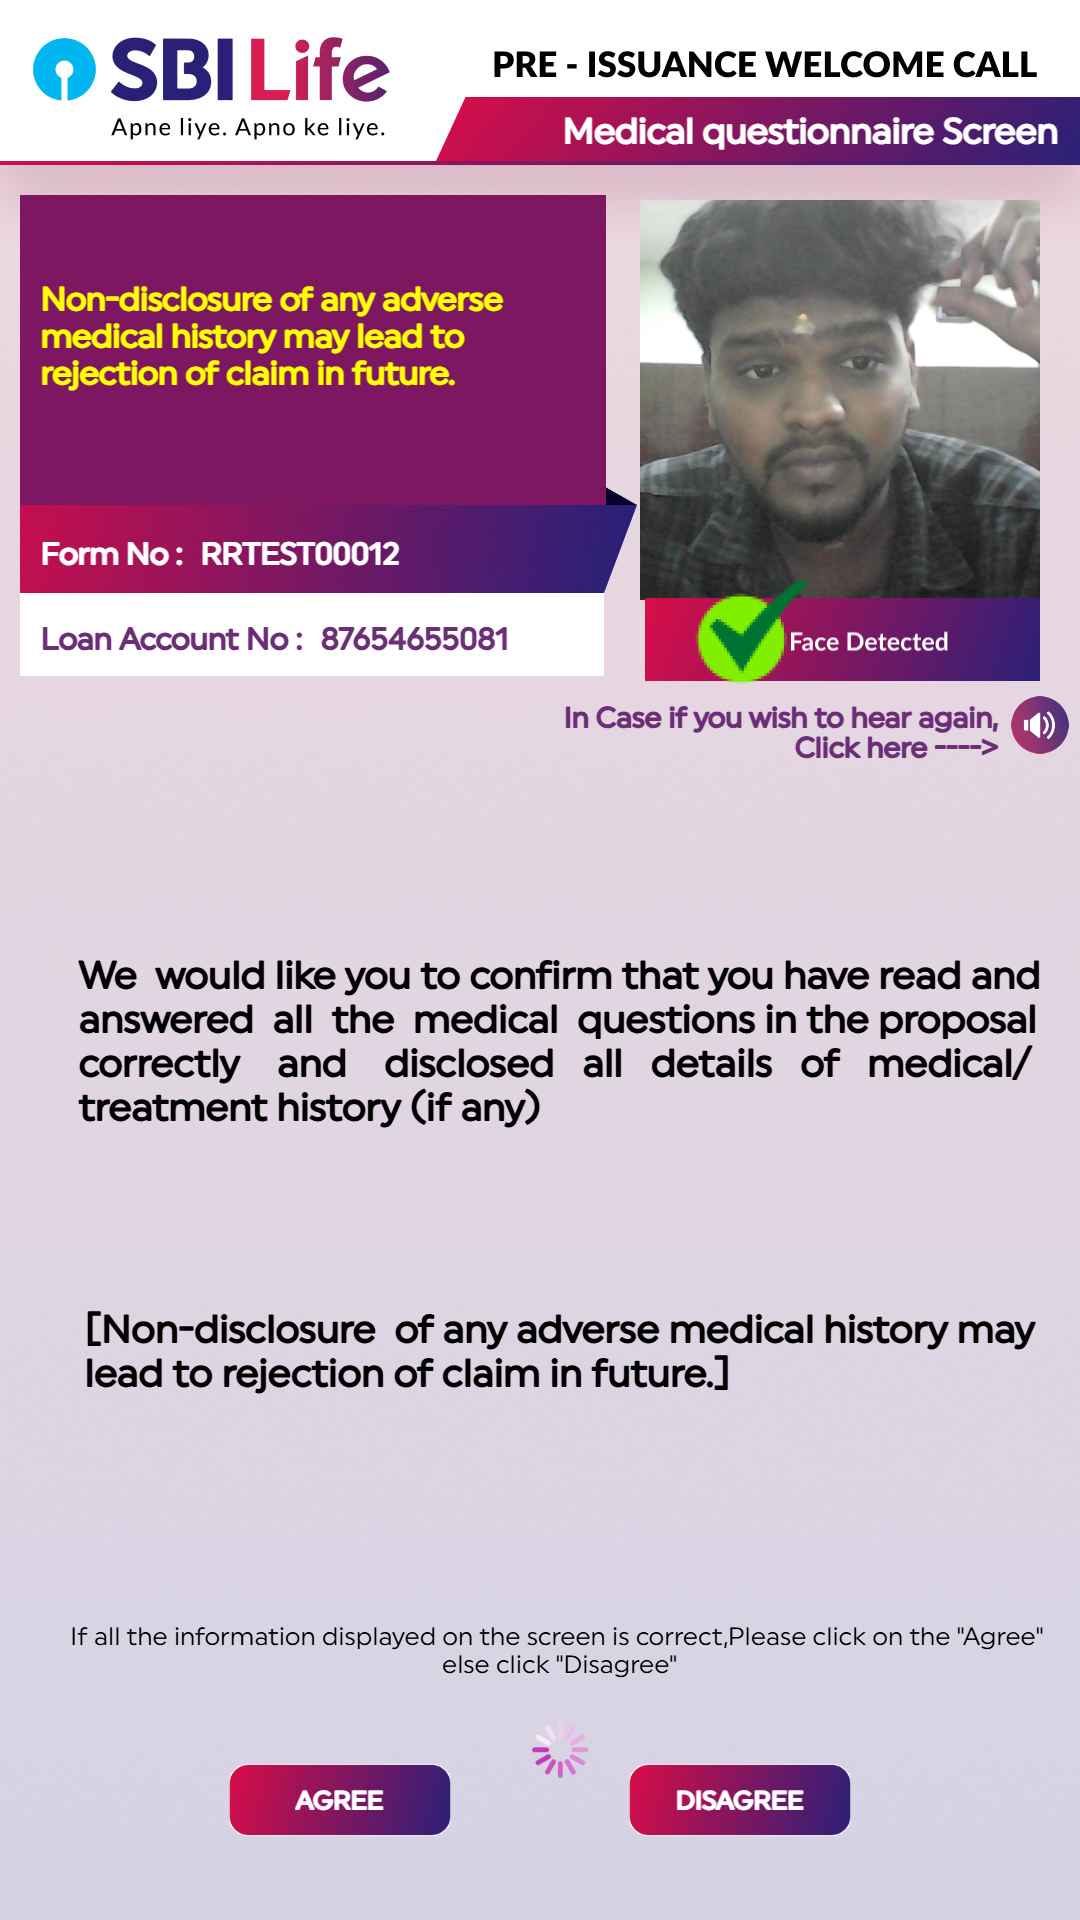 SBI Life
Apne liye. Apno ke liye.
PRE - ISSUANCE WELCOME CALL
Medical questionnaire Screen
Non-disclosure of any adverse
medical history may lead to
rejection of claim in future.
Form No : RRTEST00012
Loan Account No : 87654655081
Face Detected
In Case if you wish to hear again,
Click here ---->
We would like you to confirm that you have read and
answered all the medical questions in the proposal
correctly and disclosed all details of medical/
treatment history (if any)
[Non-disclosure of any adverse medical history may
lead to rejection of claim in future.]
If all the information displayed on the screen is correct,Please click on the "Agree"
else click "Disagree"
AGREE
DISAGREE